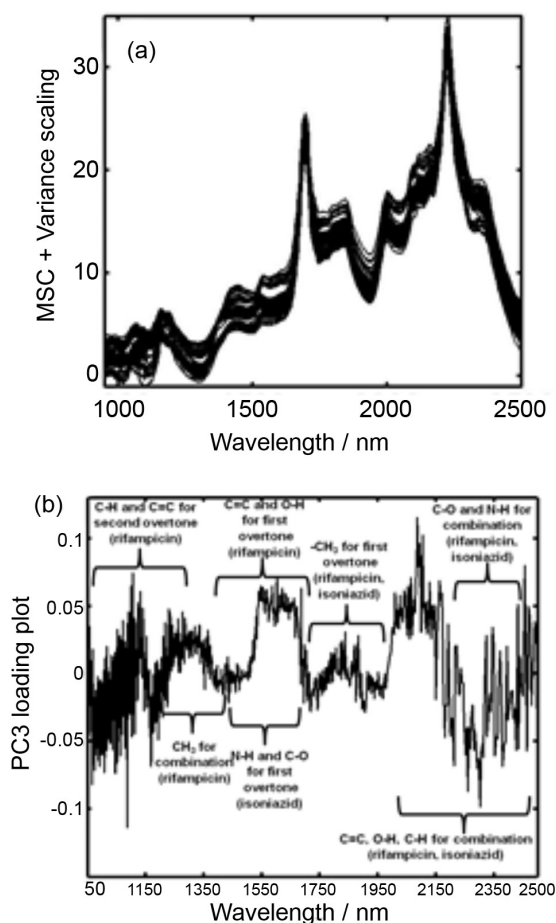 (a)
MSC + Variance scaling
30
20
10
0
1000 1500 2000 2500
Wavelength / nm
(b)
PC3 loading plot
0.1
0.05
0
-0.05
-0.1
C-H and C=C for
second overtone
(rifampicin)
C=C and O-H
for first
overtone
(rifampicin)
-CH₃ for first
overtone
(rifampicin,
isoniazid)
C-O and N-H for
combination
(rifampicin,
isoniazid)
CH₃ for
combination
(rifampicin)
N-H and C-O
for first
overtone
(isoniazid)
C=C, O-H, C-H for combination
(rifampicin, isoniazid)
50 1150 1350 1550 1750 1950 2150 2350 2500
Wavelength / nm